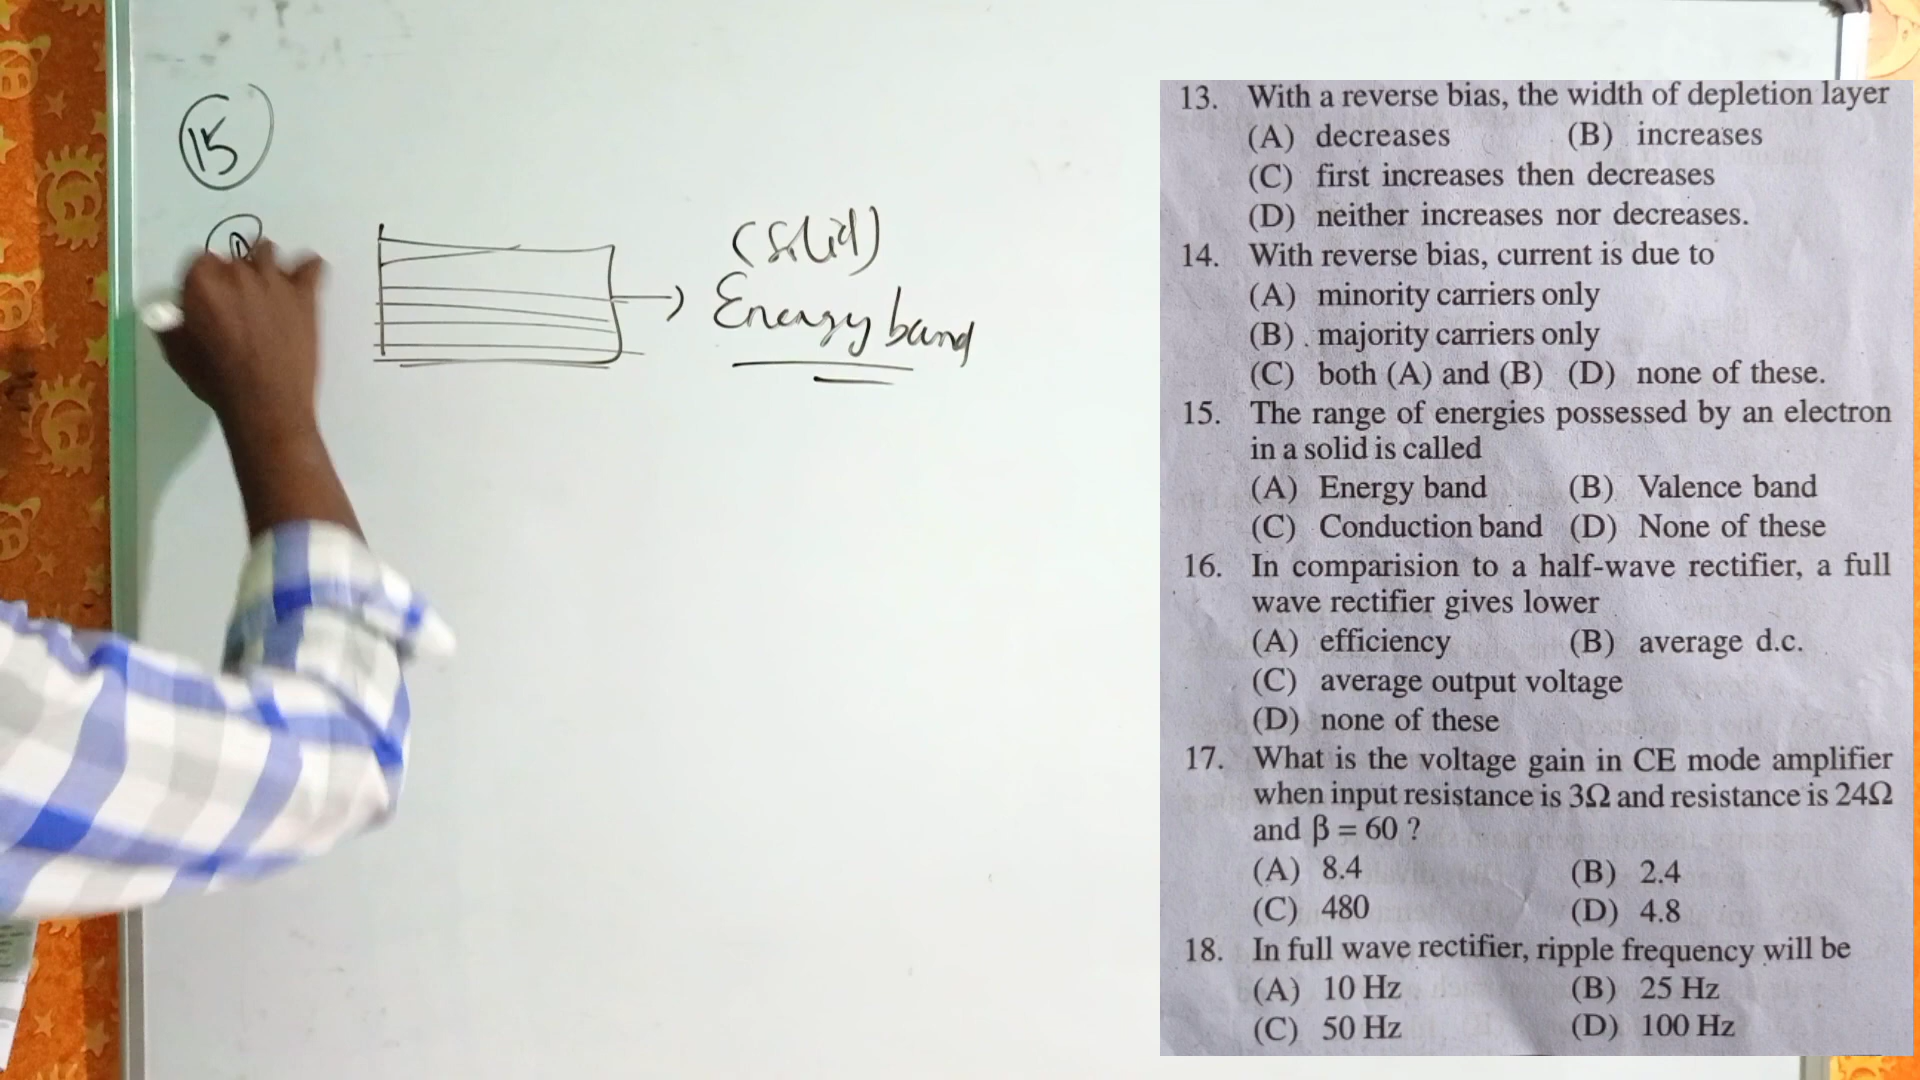 15
A
(Solid)
Energy band
13. With a reverse bias, the width of depletion layer
(A) decreases (B) increases
(C) first increases then decreases
(D) neither increases nor decreases.
14. With reverse bias, current is due to
(A) minority carriers only
(B) . majority carriers only
(C) both (A) and (B) (D) none of these.
15. The range of energies possessed by an electron
in a solid is called
(A) Energy band (B) Valence band
(C) Conduction band (D) None of these
16. In comparision to a half-wave rectifier, a full
wave rectifier gives lower
(A) efficiency (B) average d.c.
(C) average output voltage
(D) none of these
17. What is the voltage gain in CE mode amplifier
when input resistance is 3Ω and resistance is 24Ω
and β = 60 ?
(A) 8.4 (B) 2.4
(C) 480 (D) 4.8
18. In full wave rectifier, ripple frequency will be
(A) 10 Hz (B) 25 Hz
(C) 50 Hz (D) 100 Hz